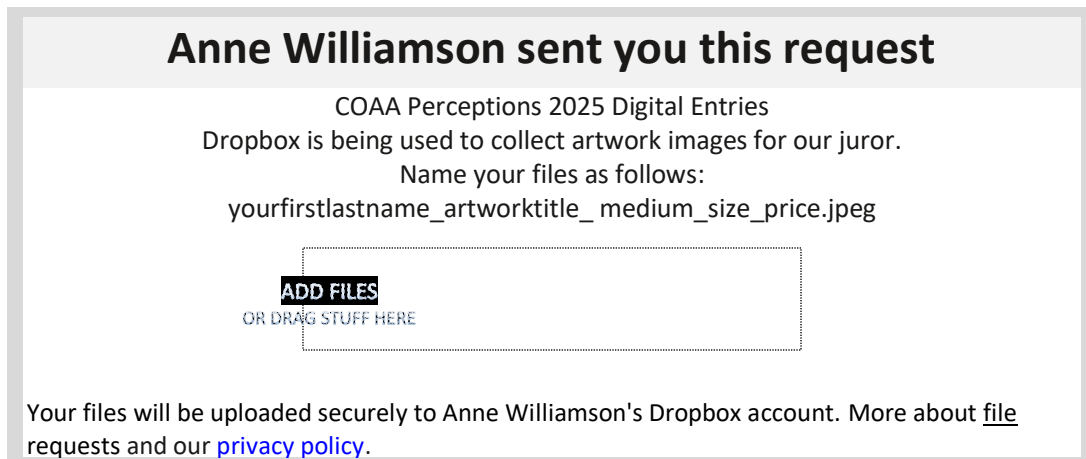 Anne Williamson sent you this request
COAA Perceptions 2025 Digital Entries
Dropbox is being used to collect artwork images for our juror.
Name your files as follows:
yourfirstlastname_artworktitle_ medium_size_price.jpeg
ADD FILES
OR DRAG STUFF HERE
Your files will be uploaded securely to Anne Williamson's Dropbox account. More about file
requests and our privacy policy.